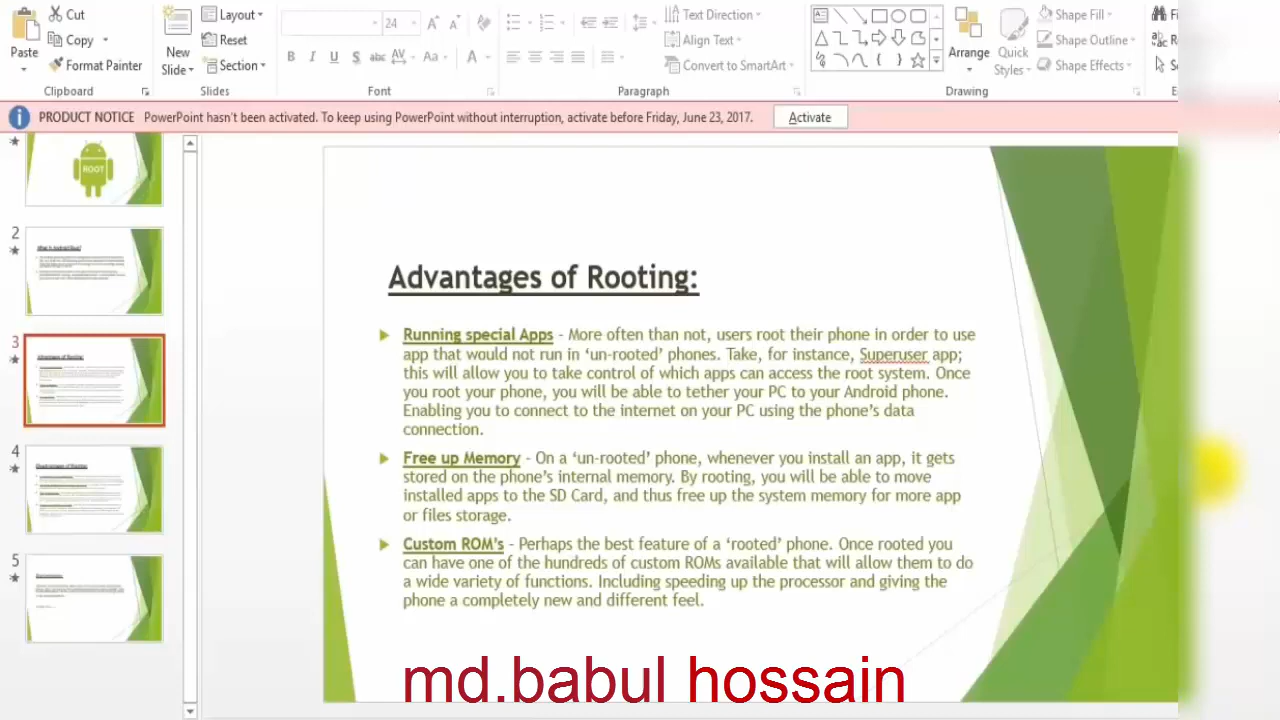 Cut
Copy
Format Painter
Paste
Clipboard
New
Slide
Layout
Reset
Section
Slides
24
B I U S abc AV Aa A
Font
Text Direction
Align Text
Convert to SmartArt
Paragraph
Arrange
Quick
Styles
Shape Fill
Shape Outline
Shape Effects
Drawing
PRODUCT NOTICE PowerPoint hasn't been activated. To keep using PowerPoint without interruption, activate before Friday, June 23, 2017. Activate
ROOT
2
3
4
5
Advantages of Rooting:
Running special Apps - More often than not, users root their phone in order to use
app that would not run in ‘un-rooted’ phones. Take, for instance, Superuser app;
this will allow you to take control of which apps can access the root system. Once
you root your phone, you will be able to tether your PC to your Android phone.
Enabling you to connect to the internet on your PC using the phone’s data
connection.
Free up Memory - On a ‘un-rooted’ phone, whenever you install an app, it gets
stored on the phone’s internal memory. By rooting, you will be able to move
installed apps to the SD Card, and thus free up the system memory for more app
or files storage.
Custom ROM’s - Perhaps the best feature of a ‘rooted’ phone. Once rooted you
can have one of the hundreds of custom ROMs available that will allow them to do
a wide variety of functions. Including speeding up the processor and giving the
phone a completely new and different feel.
md.babul hossain